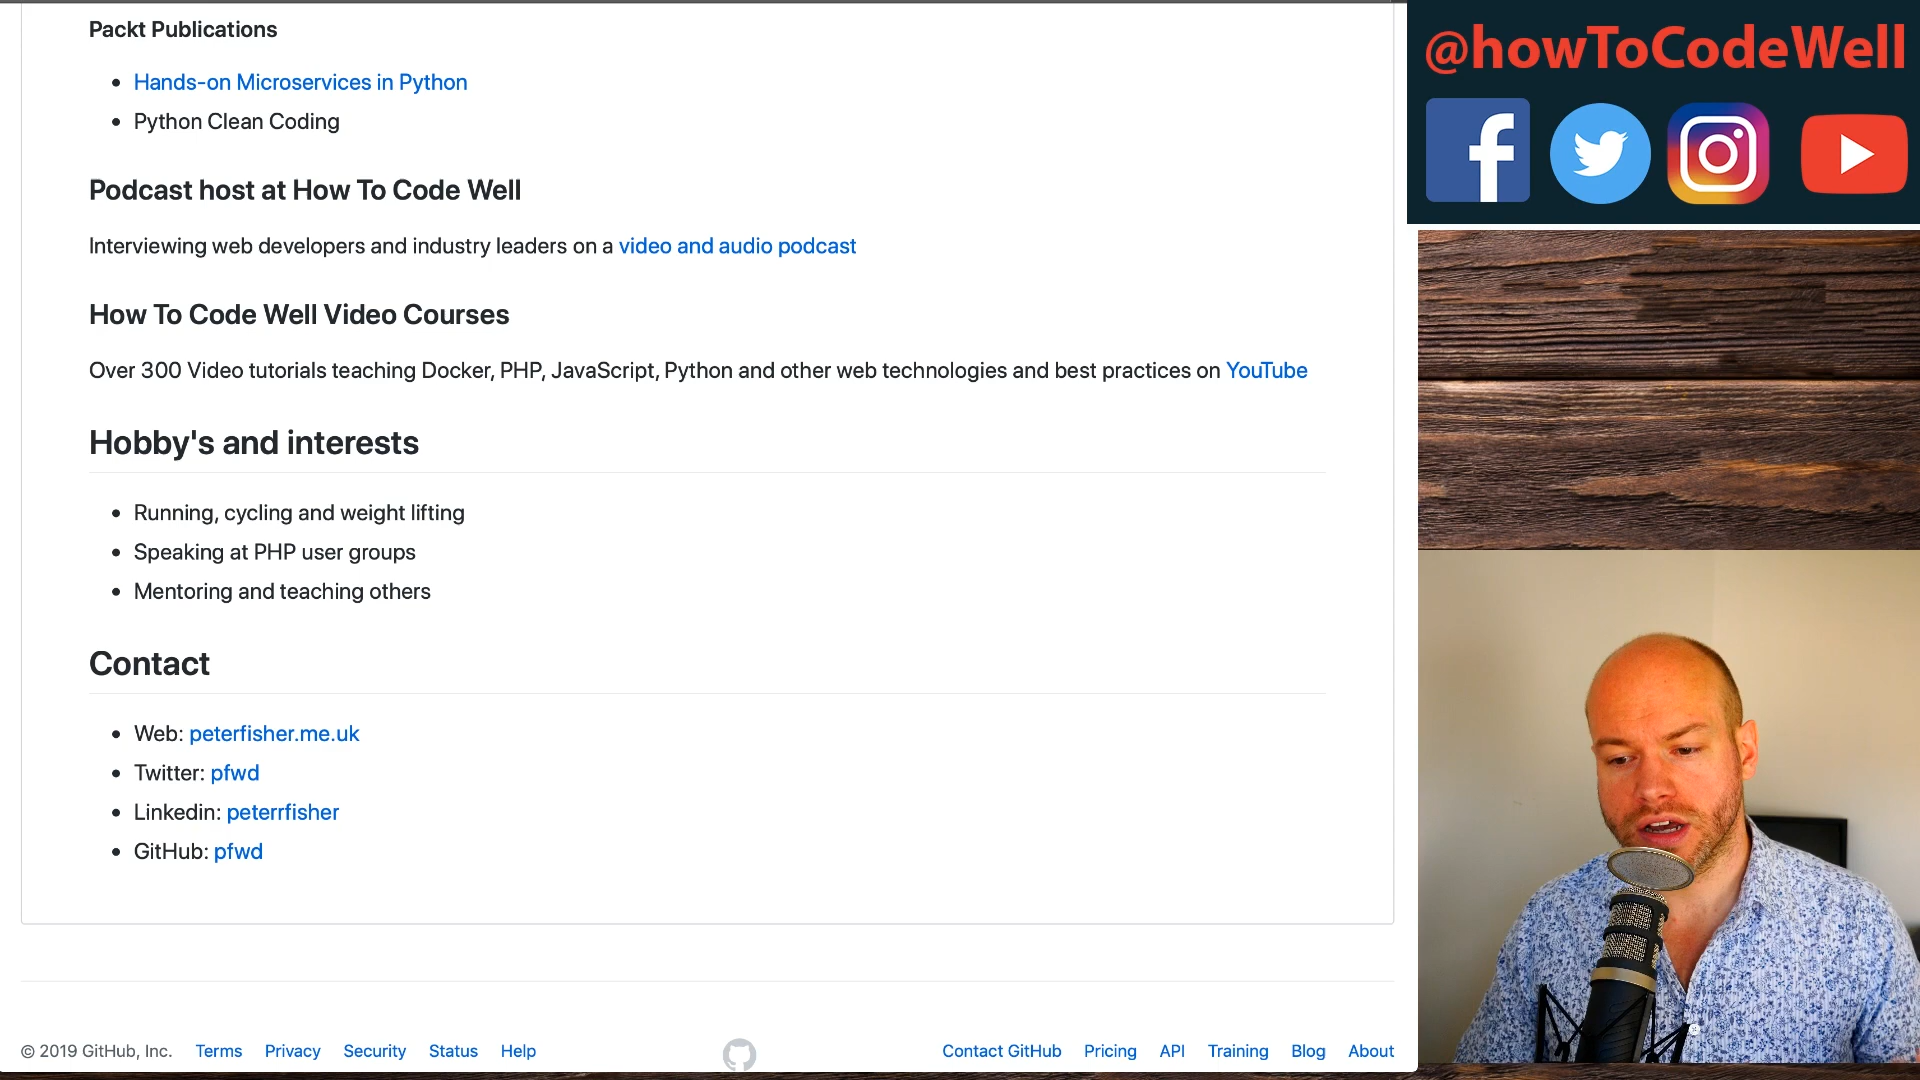 Packt Publications
Hands-on Microservices in Python
Python Clean Coding
Podcast host at How To Code Well
Interviewing web developers and industry leaders on a video and audio podcast
How To Code Well Video Courses
Over 300 Video tutorials teaching Docker, PHP, JavaScript, Python and other web technologies and best practices on YouTube
Hobby's and interests
Running, cycling and weight lifting
Speaking at PHP user groups
Mentoring and teaching others
Contact
Web: peterfisher.me.uk
Twitter: pfwd
Linkedin: peterrfisher
GitHub: pfwd
© 2019 GitHub, Inc. Terms Privacy Security Status Help Contact GitHub Pricing API Training Blog About
@howToCodeWell